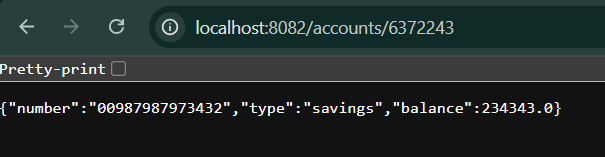 localhost:8082/accounts/6372243
Pretty-print
{"number":"00987987973432","type":"savings","balance":234343.0}